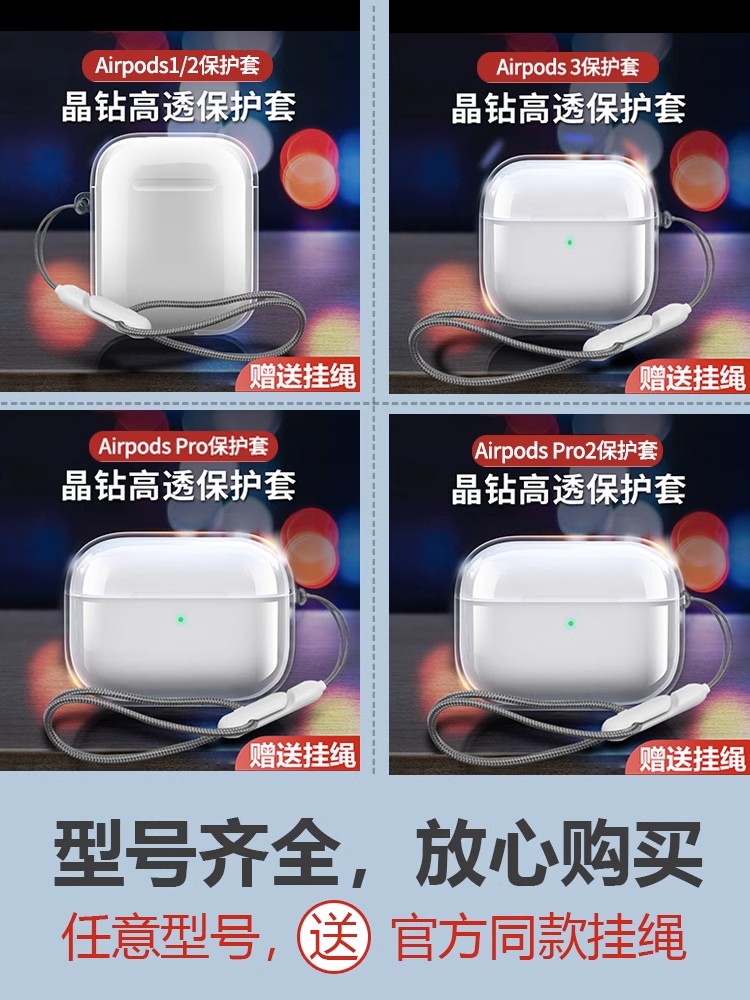 Airpods1/2保护套
晶钻高透保护套
赠送挂绳
Airpods 3保护套
晶钻高透保护套
赠送挂绳
Airpods Pro保护套
晶钻高透保护套
赠送挂绳
Airpods Pro2保护套
晶钻高透保护套
赠送挂绳
型号齐全，放心购买
任意型号，送 官方同款挂绳